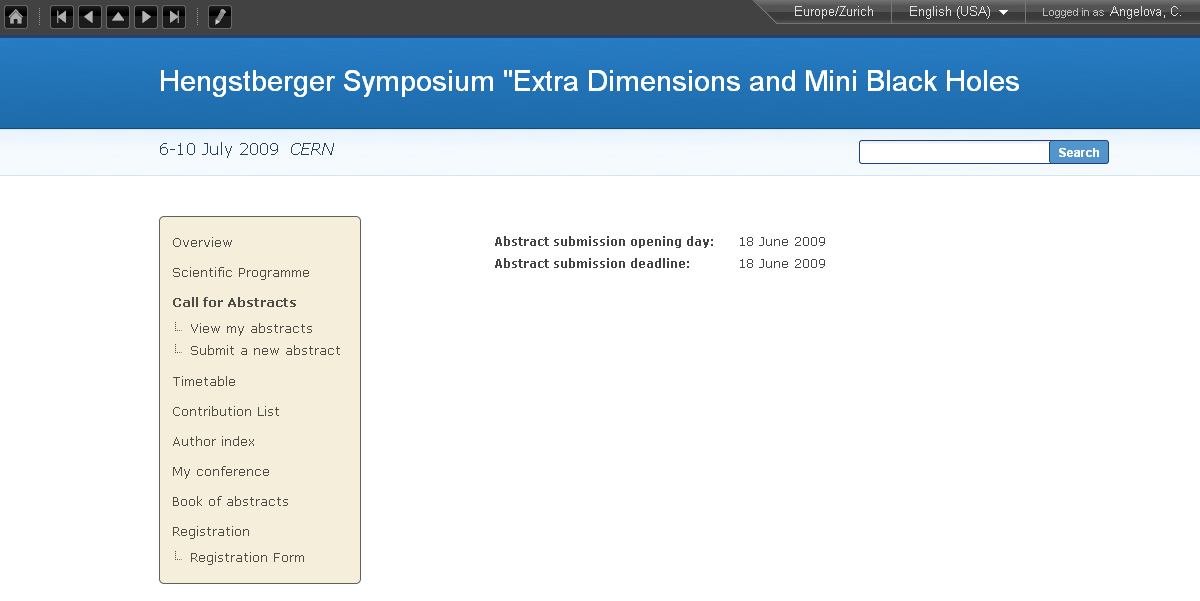 Europe/Zurich English (USA) Logged in as Angelova, C.
Hengstberger Symposium "Extra Dimensions and Mini Black Holes
6-10 July 2009 CERN
Search
Overview
Scientific Programme
Call for Abstracts
View my abstracts
Submit a new abstract
Timetable
Contribution List
Author index
My conference
Book of abstracts
Registration
Registration Form
Abstract submission opening day: 18 June 2009
Abstract submission deadline: 18 June 2009